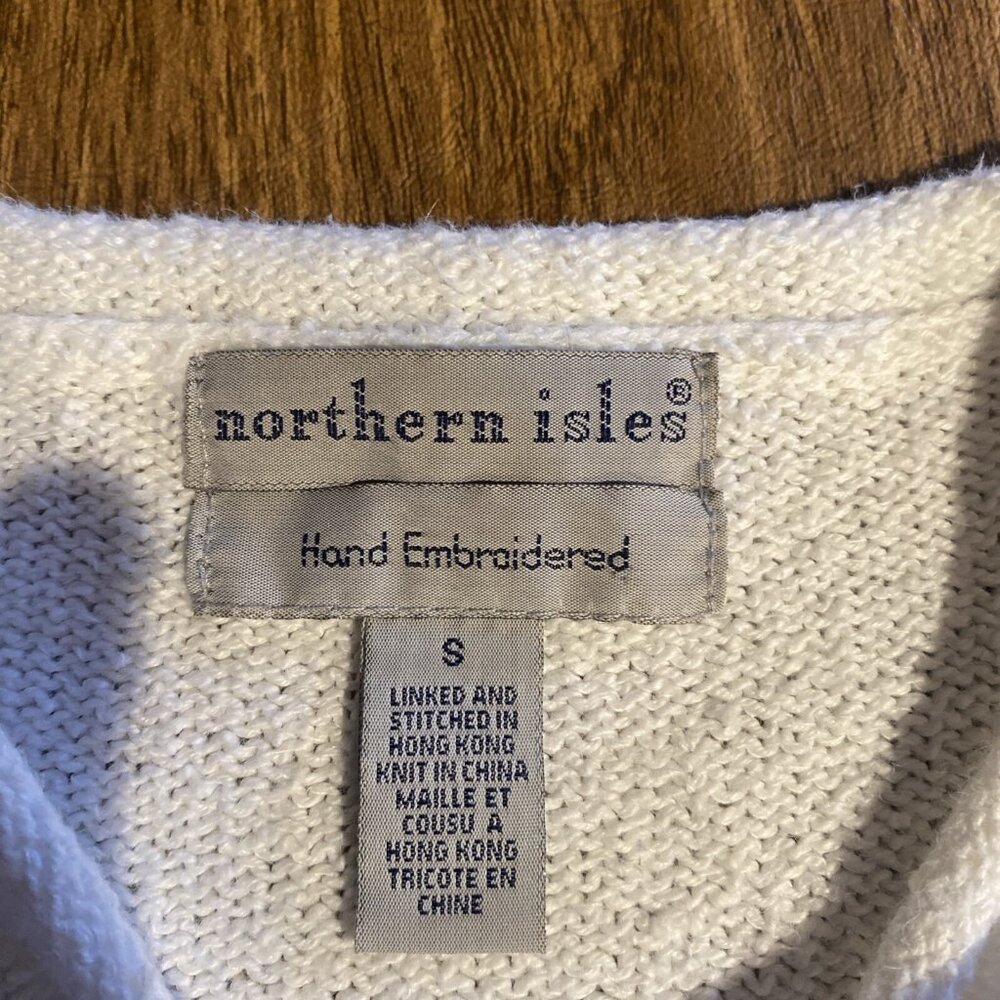 northern isles®
Hand Embroidered
S
LINKED AND
STITCHED IN
HONG KONG
KNIT IN CHINA
MAILLE ET
COUSU A
HONG KONG
TRICOTE EN
CHINE